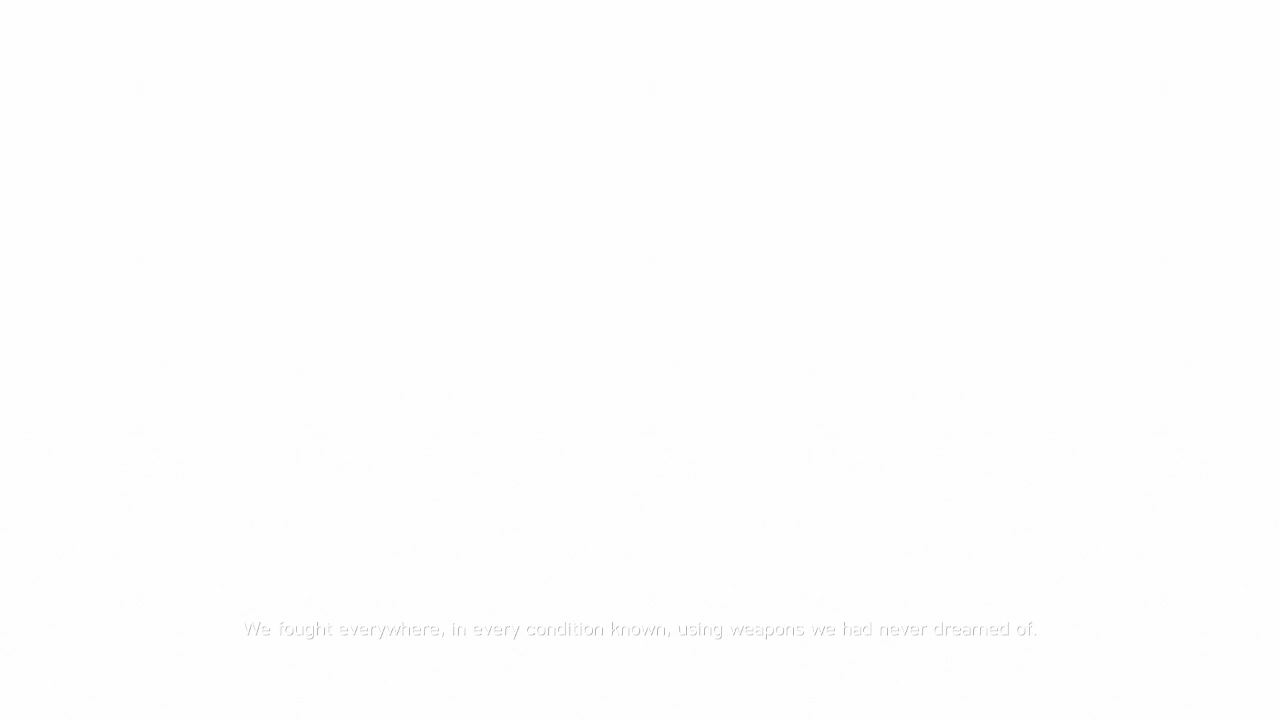 We fought everywhere, in every condition known, using weapons we had never dreamed of.